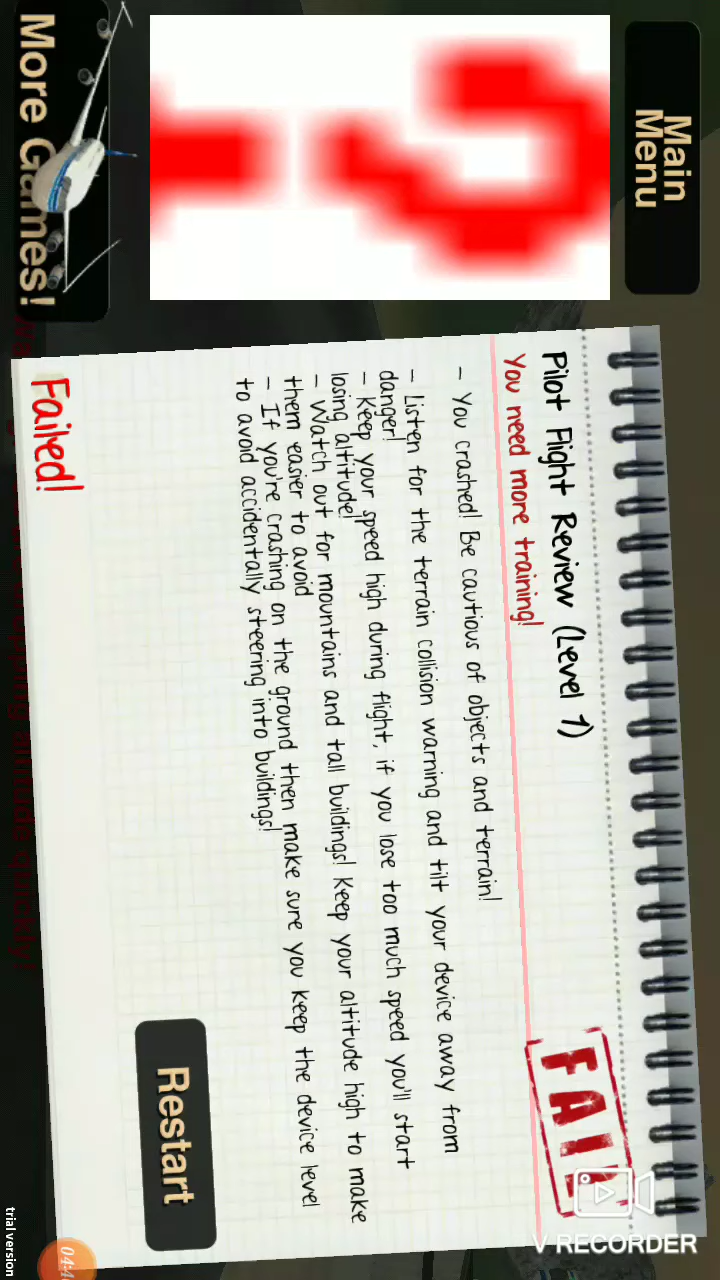 Main
Menu
Pilot Flight Review (Level 1)
You need more training!
FAIL
- You crashed! Be cautious of objects and terrain!
- Listen for the terrain collision warning and tilt your device away from
danger!
- Keep your speed high during flight, if you lose too much speed you'll start
losing altitude!
- Watch out for mountains and tall buildings! Keep your altitude high to make
them easier to avoid
- If you're crashing on the ground then make sure you keep the device level
to avoid accidentally steering into buildings!
Restart
Failed!
More Games!
V RECORDER
trial version